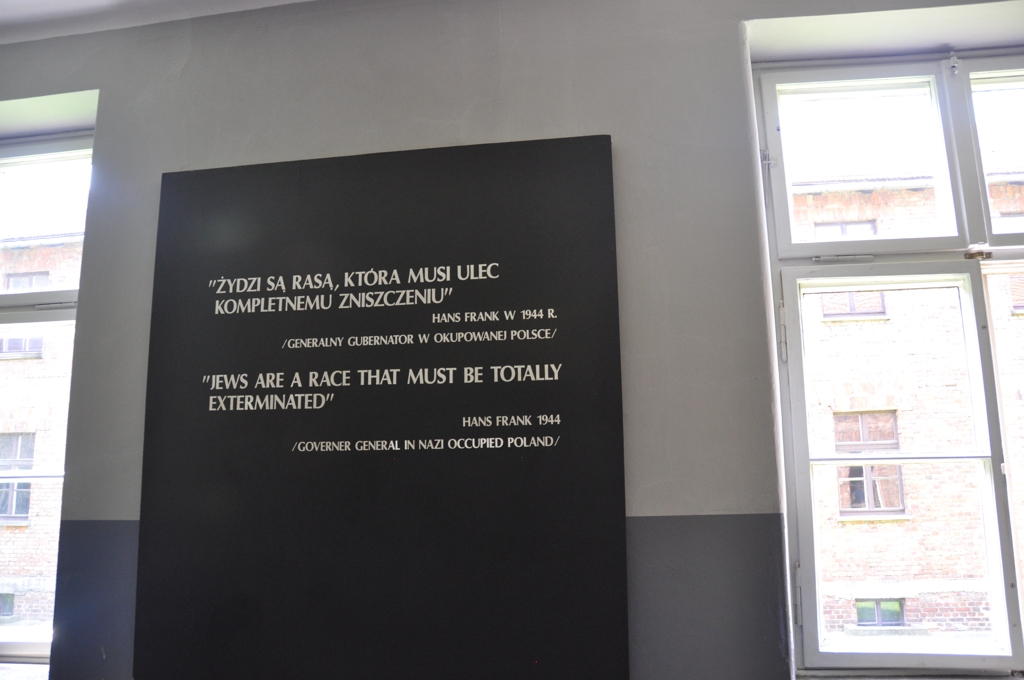 "ŻYDZI SĄ RASĄ, KTÓRA MUSI ULEC
KOMPLETNEMU ZNISZCZENIU"
HANS FRANK W 1944 R.
/GENERALNY GUBERNATOR W OKUPOWANEJ POLSCE/
"JEWS ARE A RACE THAT MUST BE TOTALLY
EXTERMINATED"
HANS FRANK 1944
/GOVERNER GENERAL IN NAZI OCCUPIED POLAND/